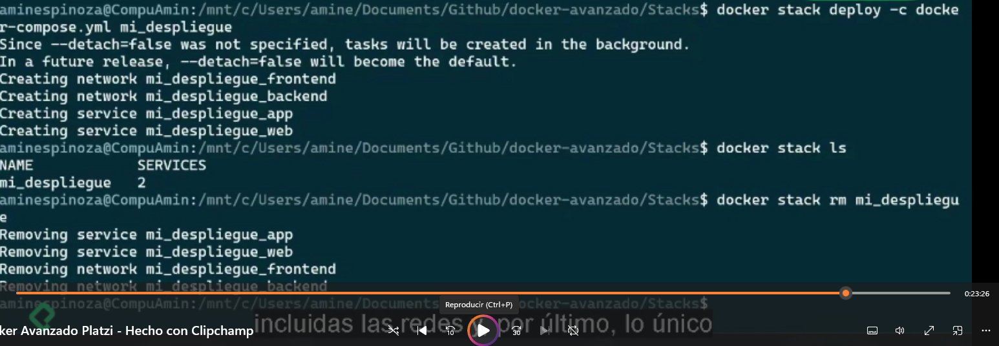 aminespinoza@CompuAmin:/mnt/c/Users/amine/Documents/Github/docker-avanzado/Stacks$ docker stack deploy -c docke
r-compose.yml mi_despliegue
Since --detach=false was not specified, tasks will be created in the background.
In a future release, --detach=false will become the default.
Creating network mi_despliegue_frontend
Creating network mi_despliegue_backend
Creating service mi_despliegue_app
Creating service mi_despliegue_web
aminespinoza@CompuAmin:/mnt/c/Users/amine/Documents/Github/docker-avanzado/Stacks$ docker stack ls
NAME SERVICES
mi_despliegue 2
aminespinoza@CompuAmin:/mnt/c/Users/amine/Documents/Github/docker-avanzado/Stacks$ docker stack rm mi_despliegu
e
Removing service mi_despliegue_app
Removing service mi_despliegue_web
Removing network mi_despliegue_frontend
Removing network mi_despliegue_backend
0:23:26
aminespinoza@CompuAmin:/mnt/c/Users/amine/Docum docker-avanzado/Stacks$
Reproducir (Ctrl+P)
incluidas las redes y, por último, lo único
ker Avanzado Platzi - Hecho con Clipchamp
10
30